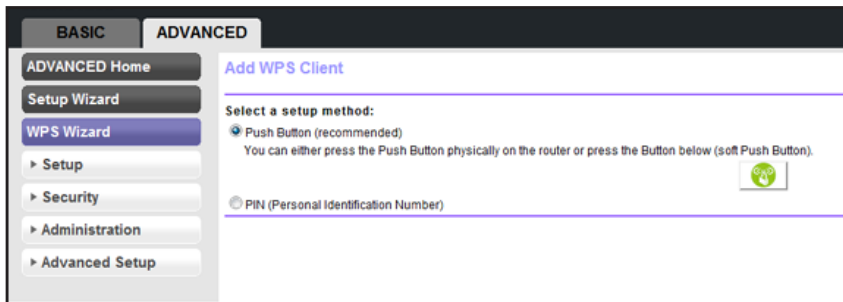 BASIC ADVANCED
ADVANCED Home
Setup Wizard
WPS Wizard
Setup
Security
Administration
Advanced Setup
Add WPS Client
Select a setup method:
Push Button (recommended)
You can either press the Push Button physically on the router or press the Button below (soft Push Button).
PIN (Personal Identification Number)